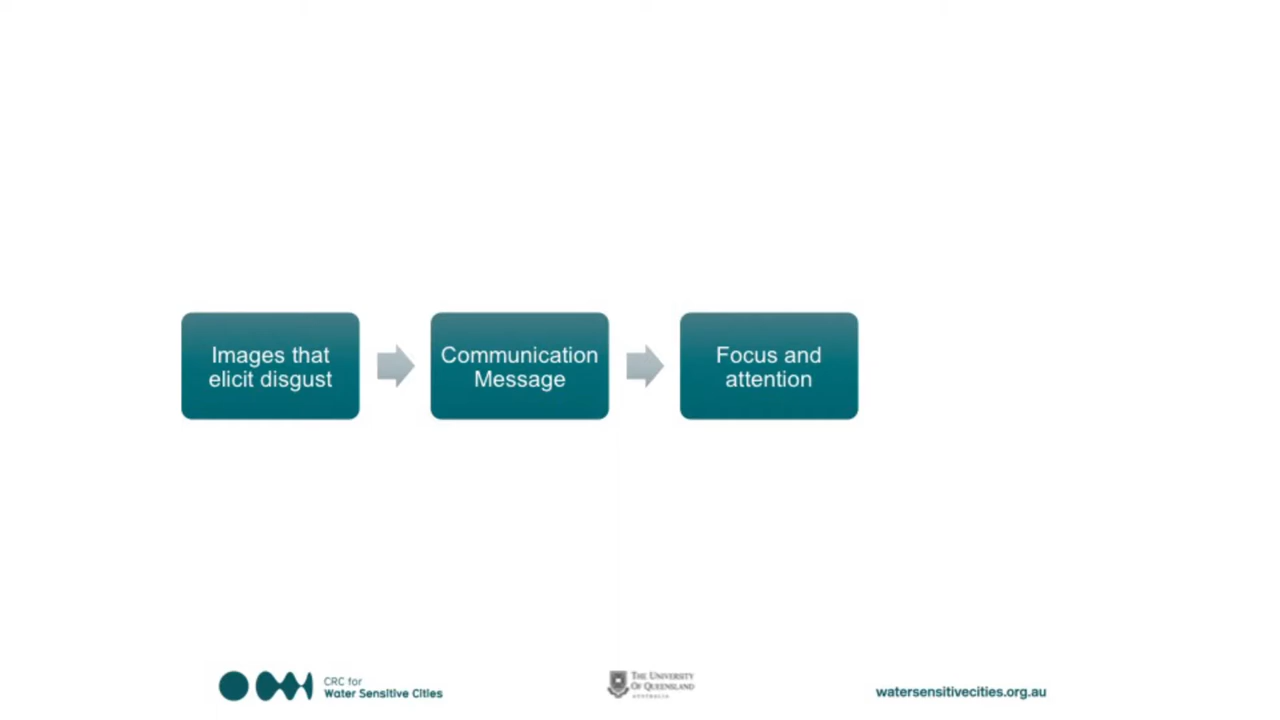 Images that
elicit disgust
Communication
Message
Focus and
attention
CRC for
Water Sensitive Cities
THE UNIVERSITY
OF QUEENSLAND
AUSTRALIA
watersensitivecities.org.au